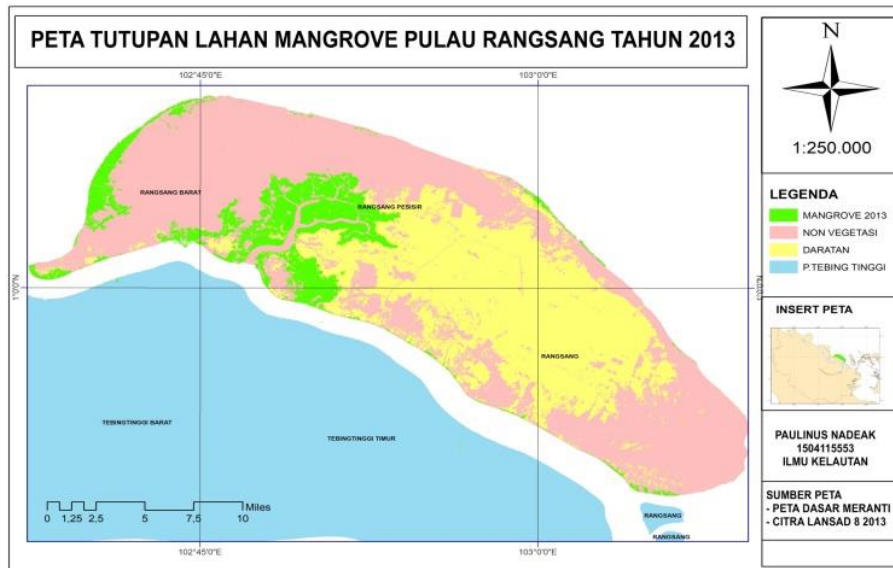 PETA TUTUPAN LAHAN MANGROVE PULAU RANGSANG TAHUN 2013
102°45'0"E
103°0'0"E
RANGSANG BARAT
RANGSANG PESISIR
1°0'0"N
1°0'0"N
RANGSANG
TEBINGTINGGI BARAT
TEBINGTINGGI TIMUR
RANGSANG
RANGSANG
0 1,25 2,5 5 7,5 10 Miles
102°45'0"E
103°0'0"E
N
1:250.000
LEGENDA
MANGROVE 2013
NON VEGETASI
DARATAN
P.TEBING TINGGI
INSERT PETA
PAULINUS NADEAK
1504115553
ILMU KELAUTAN
SUMBER PETA
- PETA DASAR MERANTI
- CITRA LANSAD 8 2013